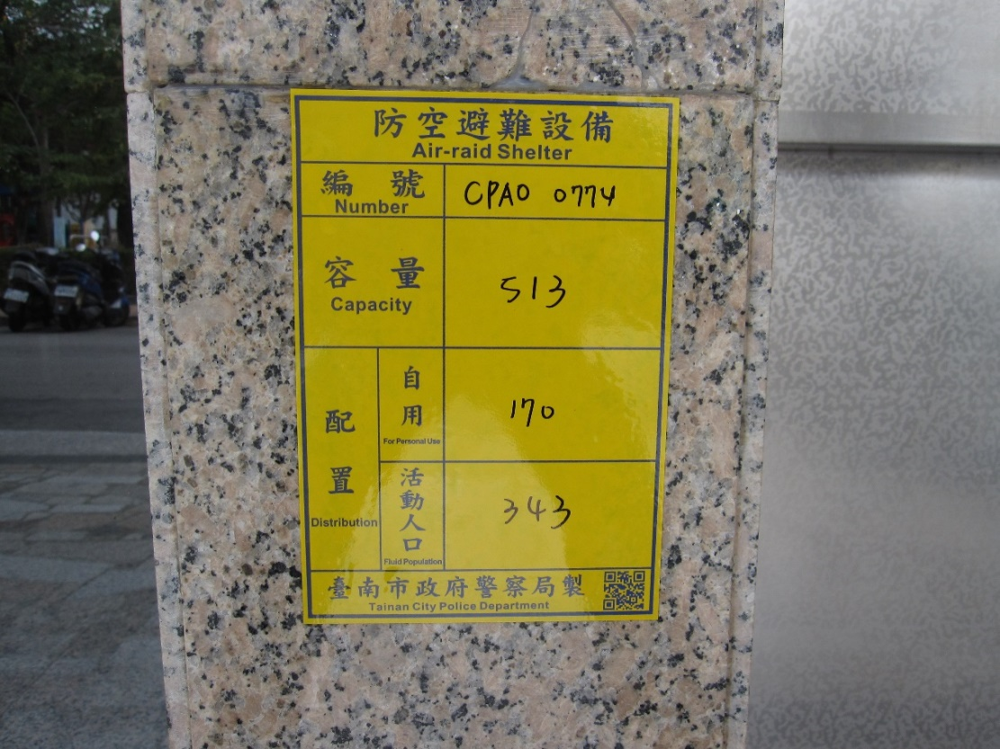 防空避難設備
Air-raid Shelter
編號 CPAO 0774
Number
容量 513
Capacity
配置
Distribution
自用 170
For Personal Use
活動人口 343
Fluid Population
臺南市政府警察局製
Tainan City Police Department